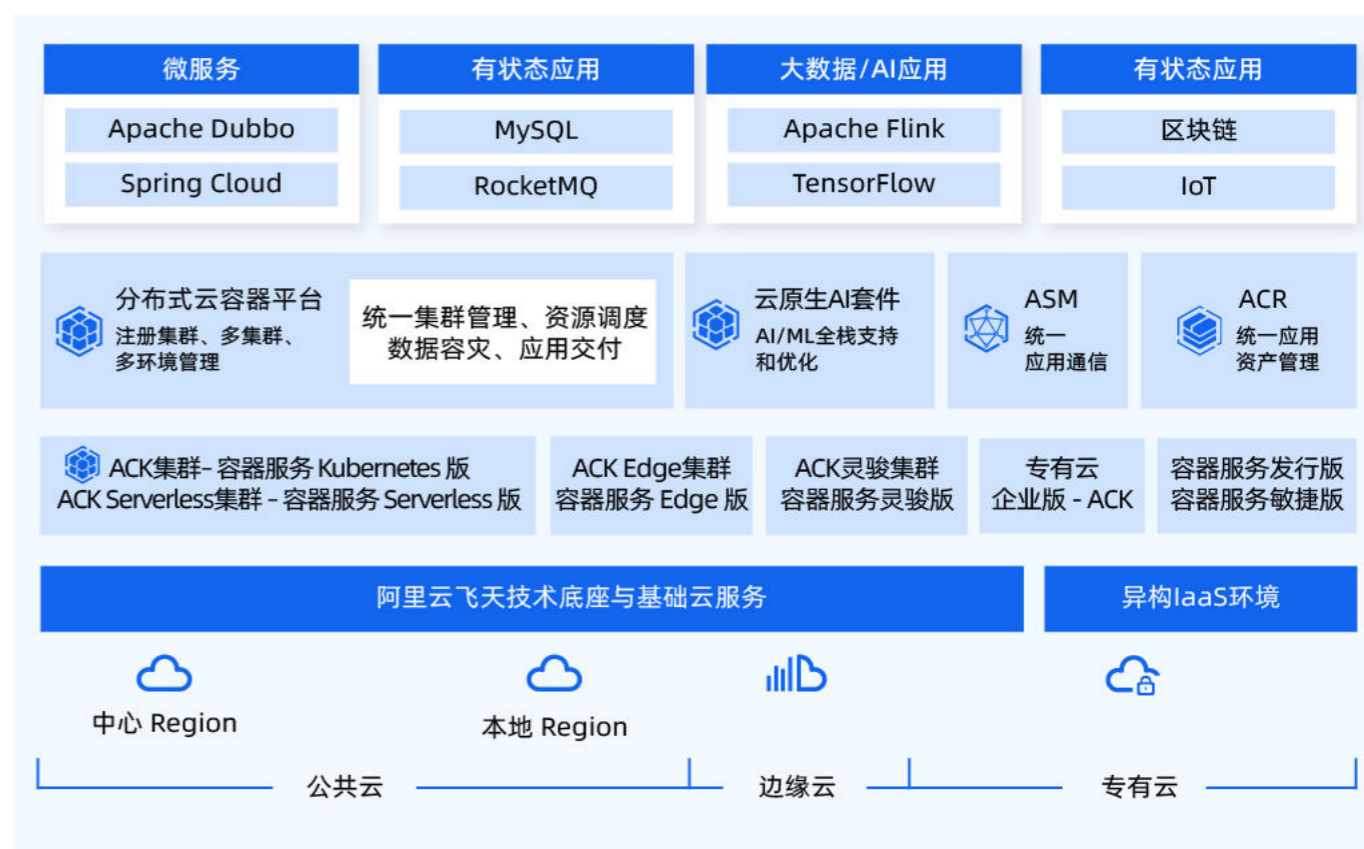 微服务
Apache Dubbo
Spring Cloud
有状态应用
MySQL
RocketMQ
大数据/AI应用
Apache Flink
TensorFlow
有状态应用
区块链
IoT
分布式云容器平台
注册集群、多集群、
多环境管理
统一集群管理、资源调度
数据容灾、应用交付
云原生AI套件
AI/ML全栈支持
和优化
ASM
统一
应用通信
ACR
统一应用
资产管理
ACK集群– 容器服务 Kubernetes 版
ACK Serverless集群 – 容器服务 Serverless 版
ACK Edge集群
容器服务 Edge 版
ACK灵骏集群
容器服务灵骏版
专有云
企业版 - ACK
容器服务发行版
容器服务敏捷版
阿里云飞天技术底座与基础云服务
异构IaaS环境
中心 Region
本地 Region
公共云
边缘云
专有云